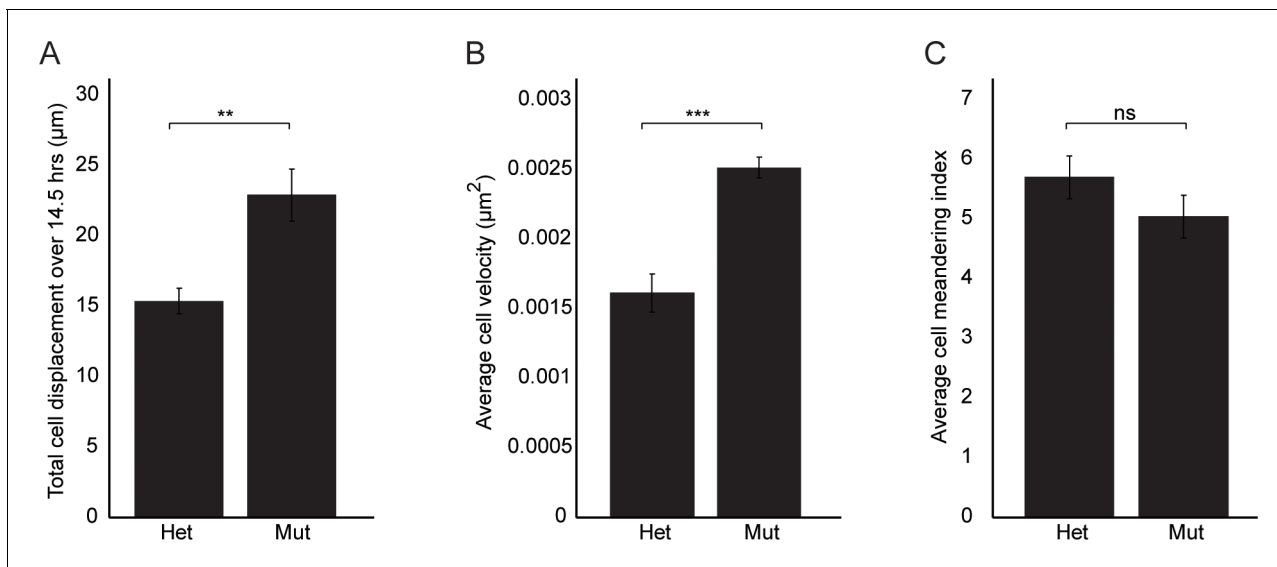 A
Total cell displacement over 14.5 hrs (µm)
30
25
20
15
10
5
0
**
Het
Mut
B
Average cell velocity (µm²)
0.003
0.0025
0.002
0.0015
0.001
0.0005
0
***
Het
Mut
C
Average cell meandering index
7
6
5
4
3
2
1
0
ns
Het
Mut